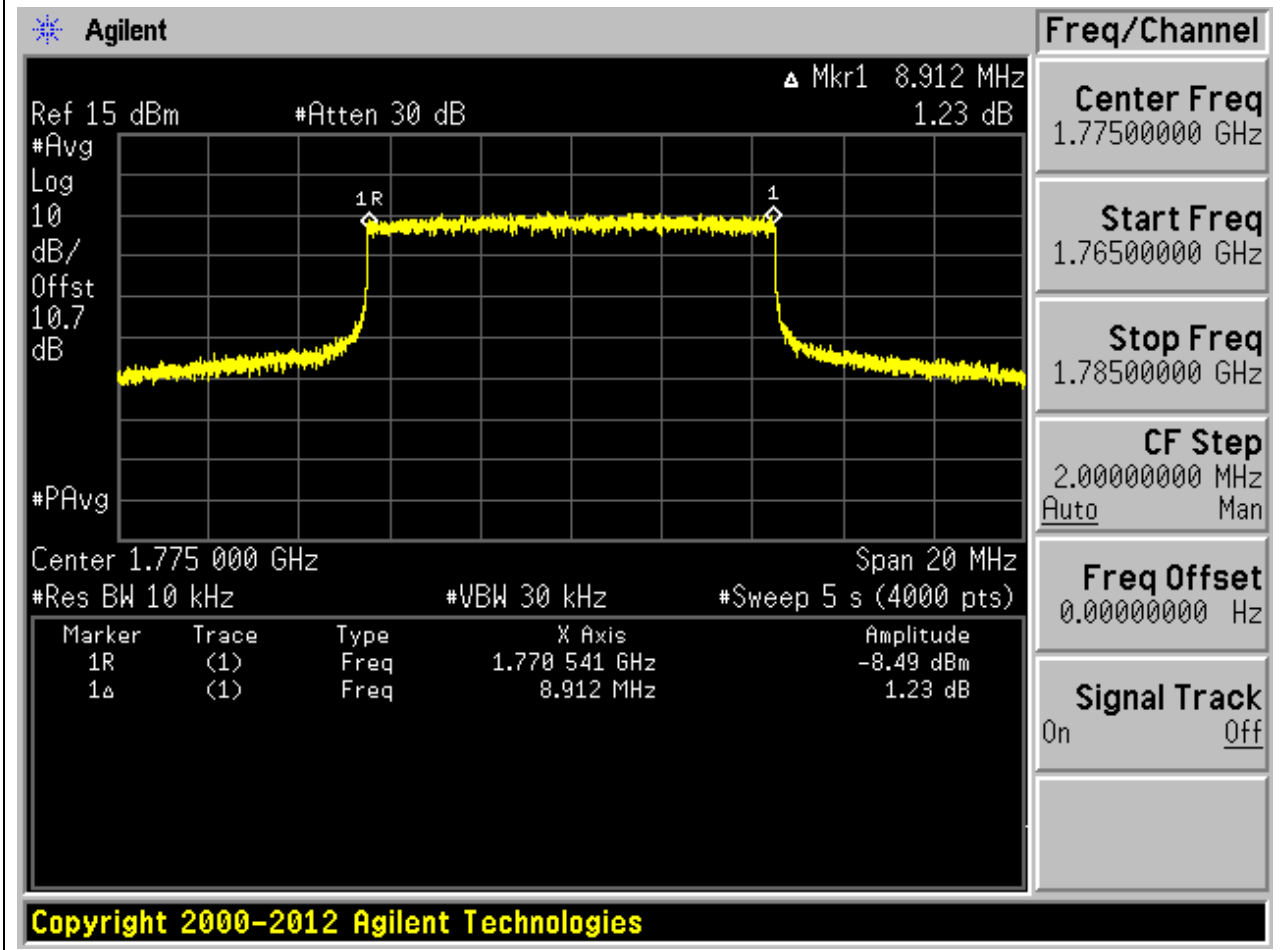 Agilent
Freq/Channel
Δ Mkr1 8.912 MHz
Ref 15 dBm #Atten 30 dB 1.23 dB
#Avg
Log
10
dB/
Offst
10.7
dB
1R
1
#PAvg
Center 1.775 000 GHz Span 20 MHz
#Res BW 10 kHz #VBW 30 kHz #Sweep 5 s (4000 pts)
Marker Trace Type X Axis Amplitude
1R (1) Freq 1.770 541 GHz -8.49 dBm
1Δ (1) Freq 8.912 MHz 1.23 dB
Center Freq
1.77500000 GHz
Start Freq
1.76500000 GHz
Stop Freq
1.78500000 GHz
CF Step
2.00000000 MHz
Auto Man
Freq Offset
0.00000000 Hz
Signal Track
On Off
Copyright 2000-2012 Agilent Technologies